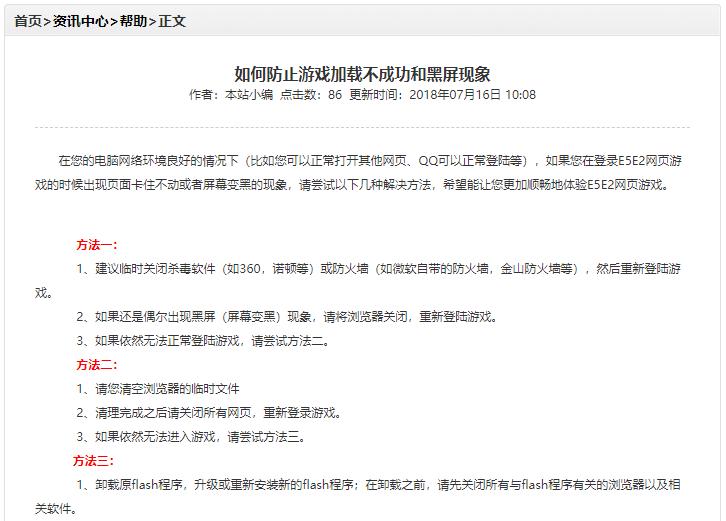 首页>资讯中心>帮助>正文
如何防止游戏加载不成功和黑屏现象
作者：本站小编 点击数：86 更新时间：2018年07月16日 10:08
在您的电脑网络环境良好的情况下（比如您可以正常打开其他网页、QQ可以正常登陆等），如果您在登录E5E2网页游
戏的时候出现页面卡住不动或者屏幕变黑的现象，请尝试以下几种解决方法，希望能让您更加顺畅地体验E5E2网页游戏。
方法一：
1、建议临时关闭杀毒软件（如360，诺顿等）或防火墙（如微软自带的防火墙，金山防火墙等），然后重新登陆游
戏。
2、如果还是偶尔出现黑屏（屏幕变黑）现象，请将浏览器关闭，重新登陆游戏。
3、如果依然无法正常登陆游戏，请尝试方法二。
方法二：
1、请您清空浏览器的临时文件
2、清理完成之后请关闭所有网页，重新登录游戏。
3、如果依然无法进入游戏，请尝试方法三。
方法三：
1、卸载原flash程序，升级或重新安装新的flash程序；在卸载之前，请先关闭所有与flash程序有关的浏览器以及相
关软件。